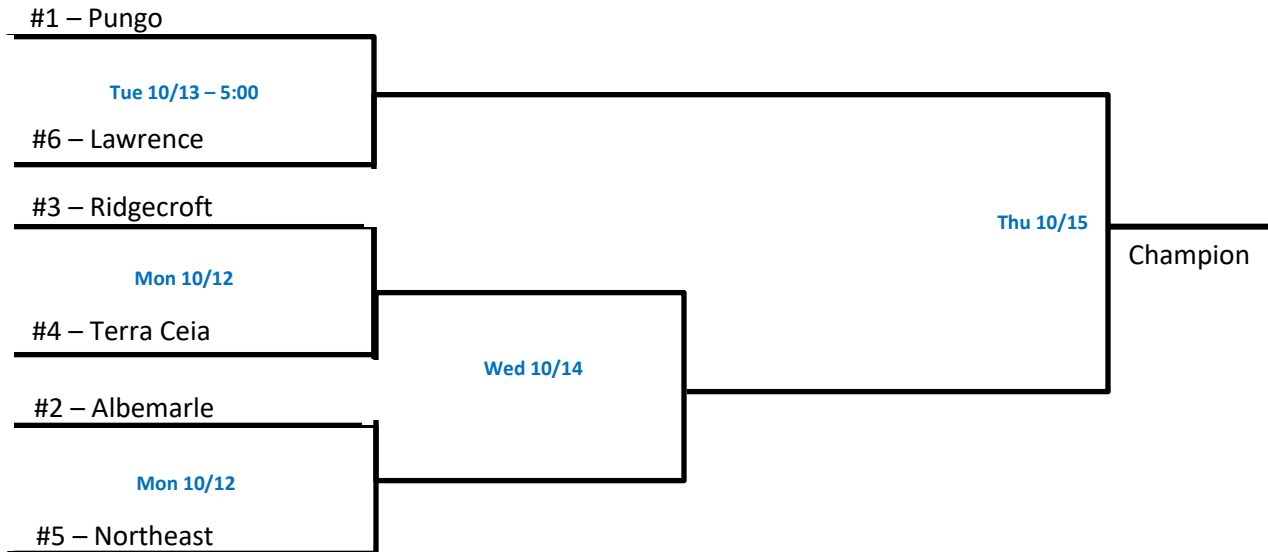 #1 – Pungo
Tue 10/13 – 5:00
#6 – Lawrence
#3 – Ridgecroft
Mon 10/12
#4 – Terra Ceia
#2 – Albemarle
Mon 10/12
#5 – Northeast
Wed 10/14
Thu 10/15
Champion